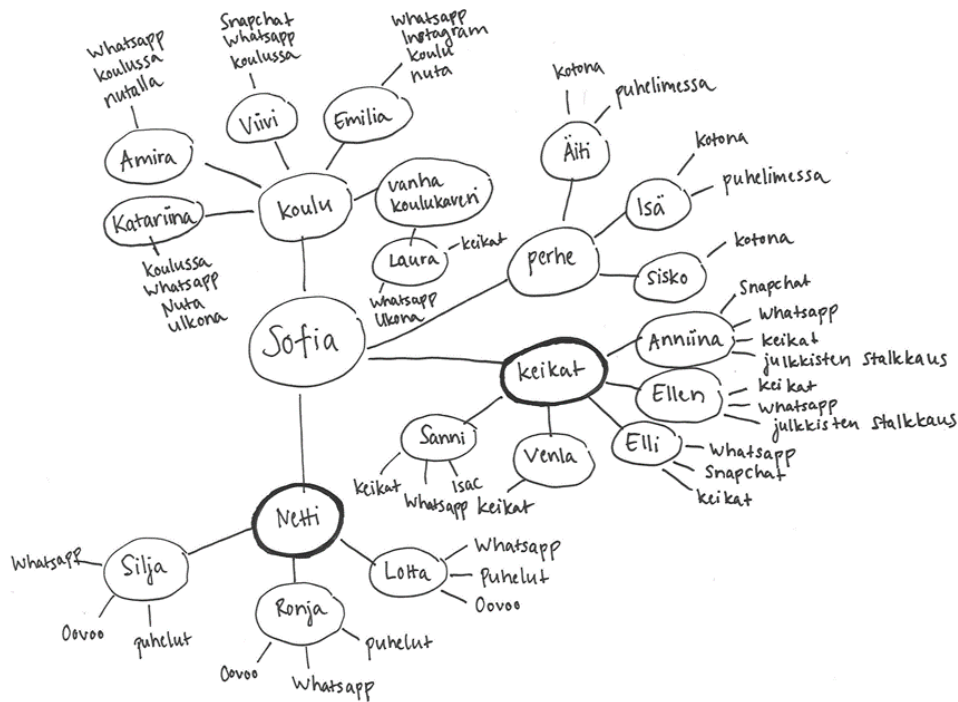 Whatsapp
koulussa
nutalla
Amira
Snapchat
Whatsapp
koulussa
Viivi
Whatsapp
Instagram
koulu
nuta
Emilia
Katariina
koulussa
Whatsapp
Nuta
ulkona
koulu
vanha
koulukaveri
Laura
keikat
Whatsapp
Ukona
kotona
puhelimessa
Äiti
kotona
puhelimessa
Isä
perhe
kotona
Sisko
Sofia
keikat
Anniina
Snapchat
Whatsapp
keikat
julkkisten stalkkaus
Ellen
keikat
Whatsapp
julkkisten stalkkaus
Elli
Whatsapp
Snapchat
keikat
Sanni
keikat
Whatsapp
Isac
Venla
keikat
Netti
Silja
Whatsapp
Oovoo
puhelut
Ronja
Oovoo
Whatsapp
puhelut
Lotta
Whatsapp
Puhelut
Oovoo